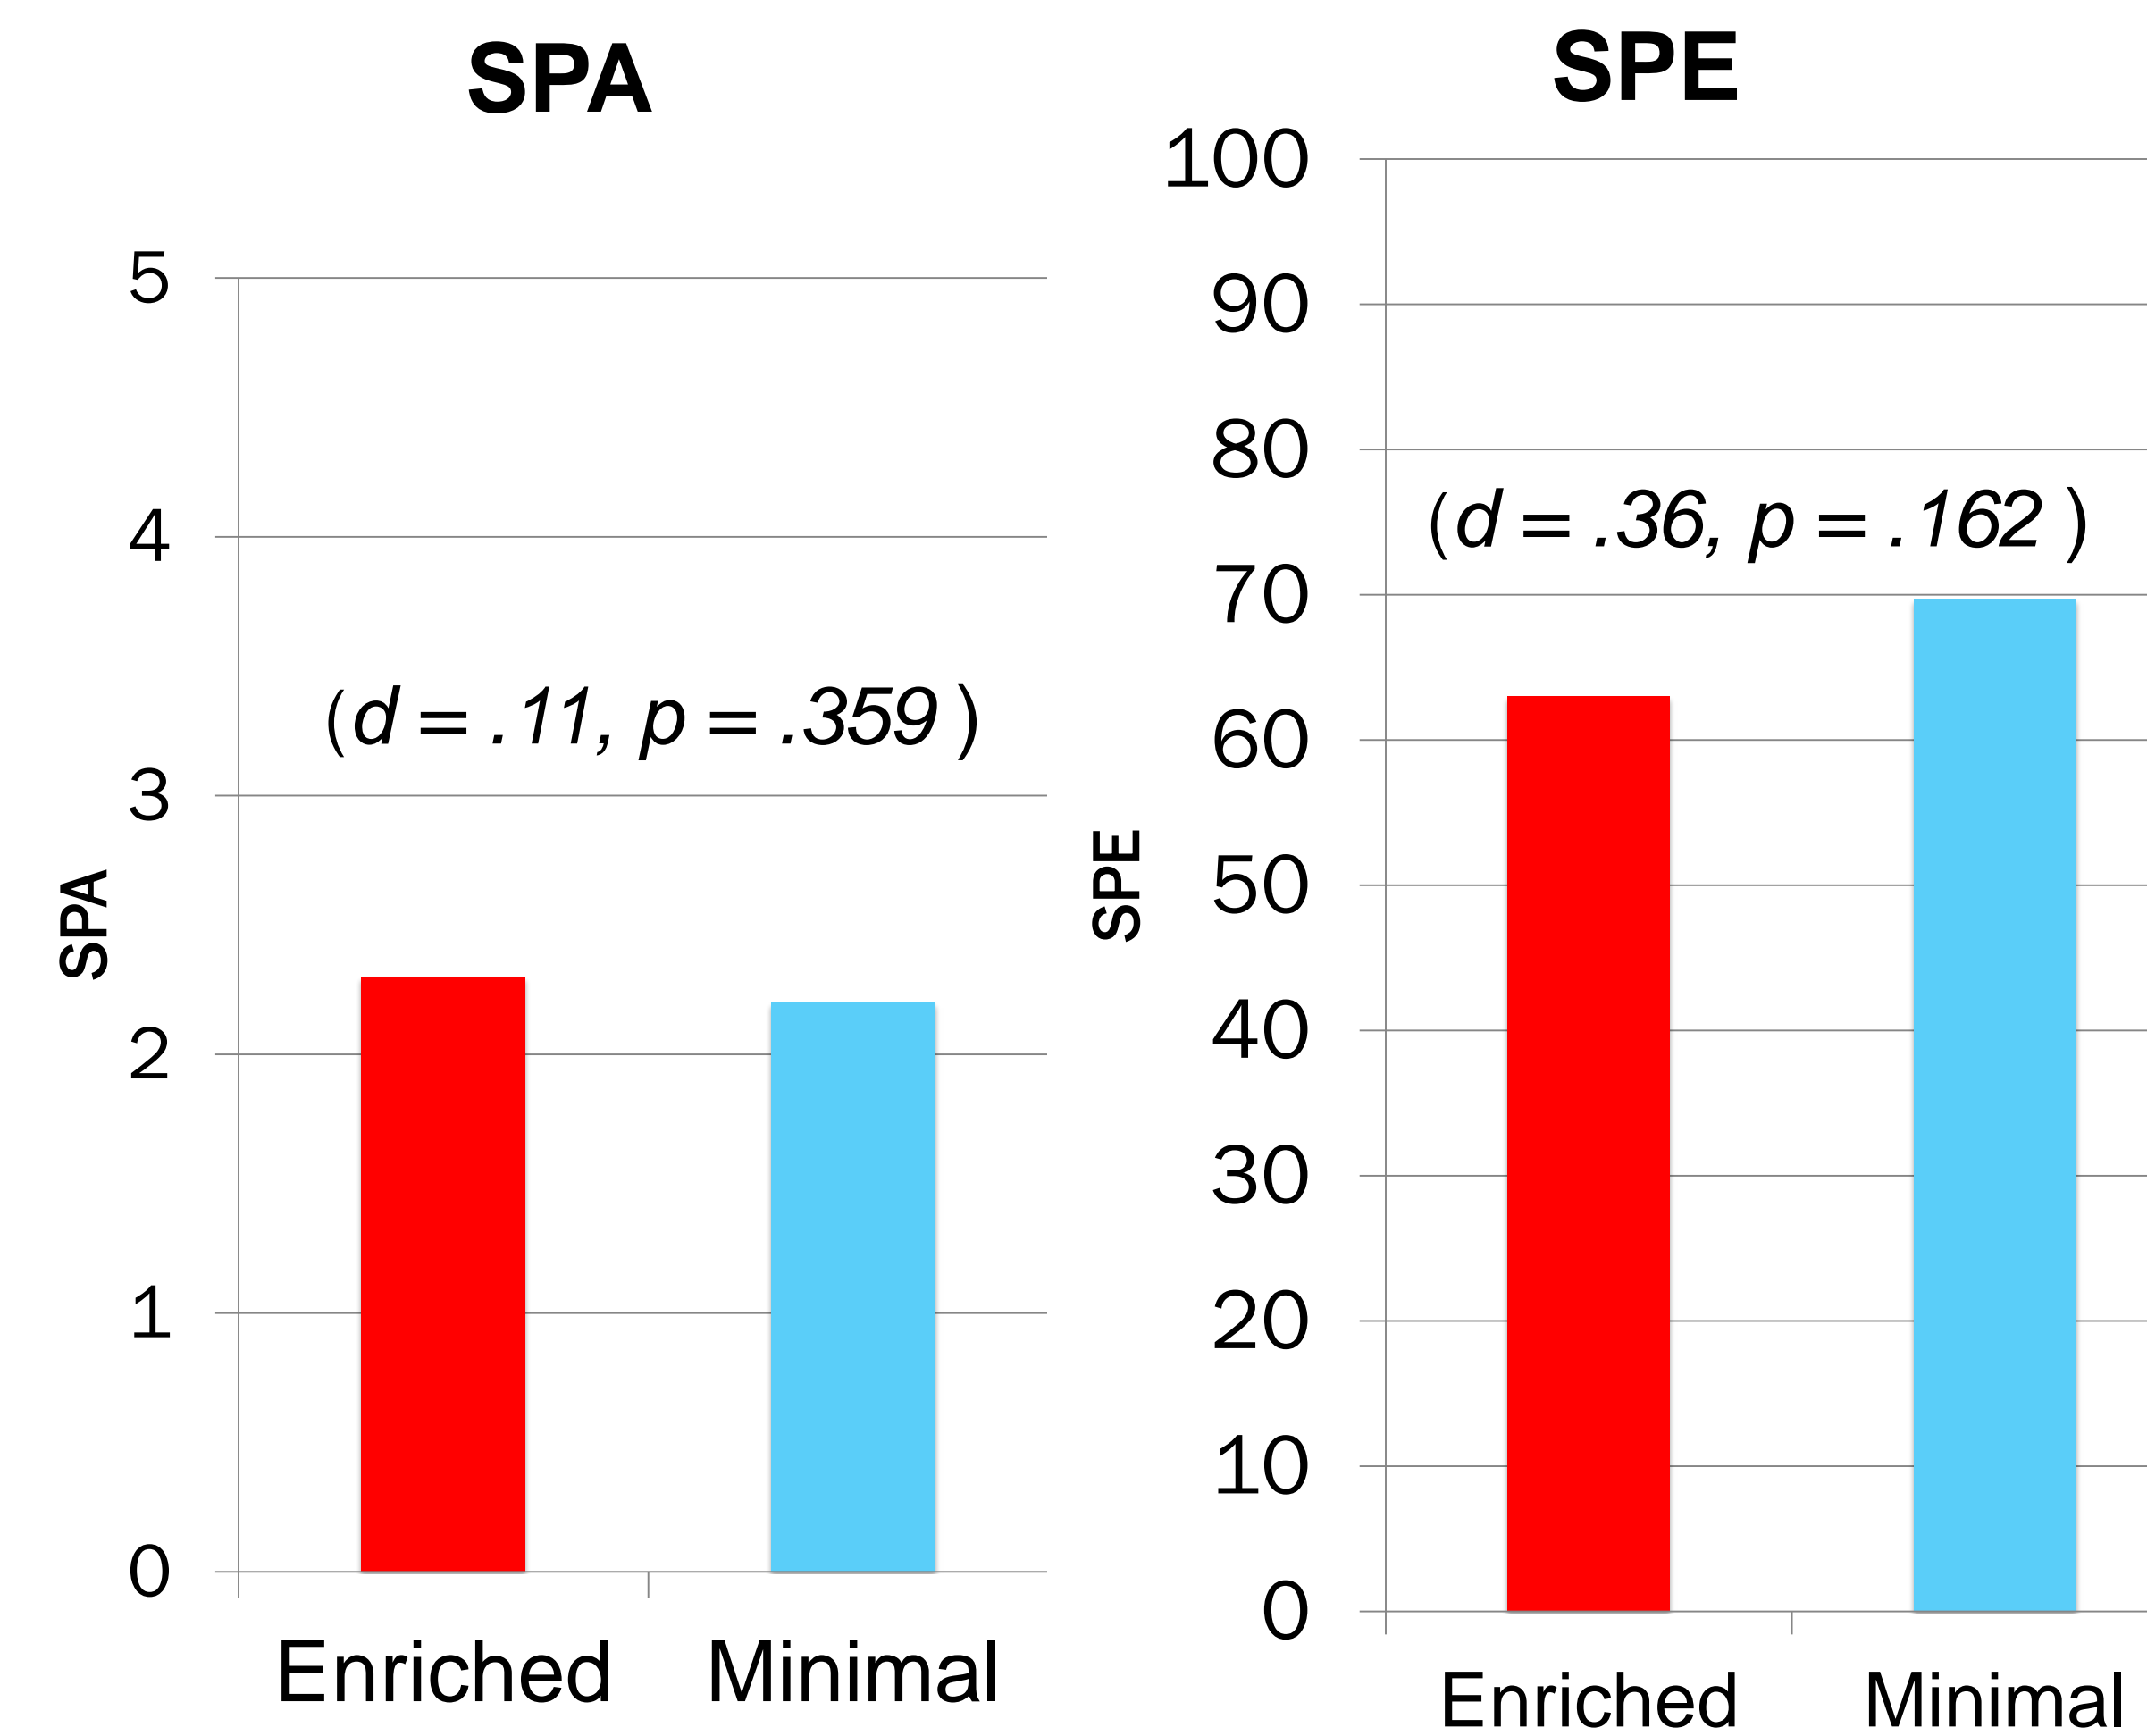 SPA
5
4
(d = .11, p = .359)
3
SPA
2
1
0
Enriched Minimal
SPE
100
90
80
(d = .36, p = .162)
70
60
SPE
50
40
30
20
10
0
Enriched Minimal